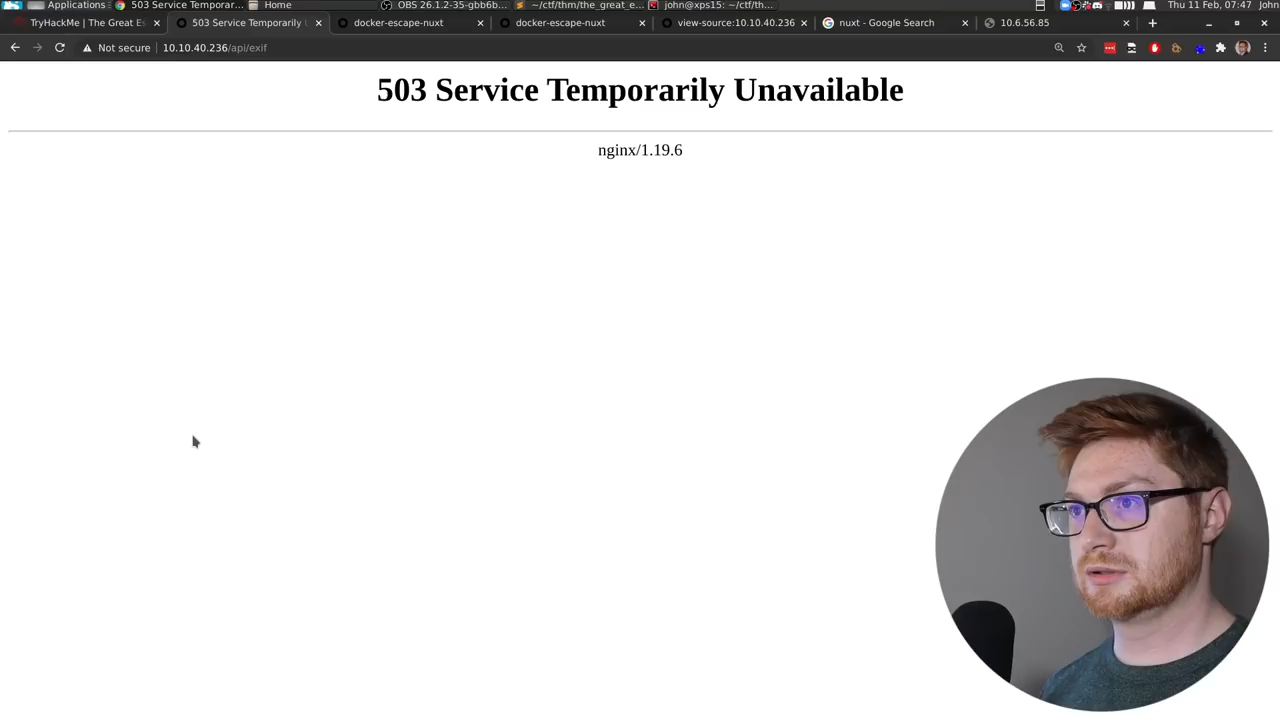 Applications
503 Service Temporar...
Home
OBS 26.1.2-35-gbb6b...
~/ctf/thm/the_great_e...
john@xps15: ~/ctf/th...
Thu 11 Feb, 07:47
John
TryHackMe | The Great Es
503 Service Temporarily U
docker-escape-nuxt
docker-escape-nuxt
view-source:10.10.40.236
nuxt - Google Search
10.6.56.85
Not secure
10.10.40.236/api/exif
503 Service Temporarily Unavailable
nginx/1.19.6